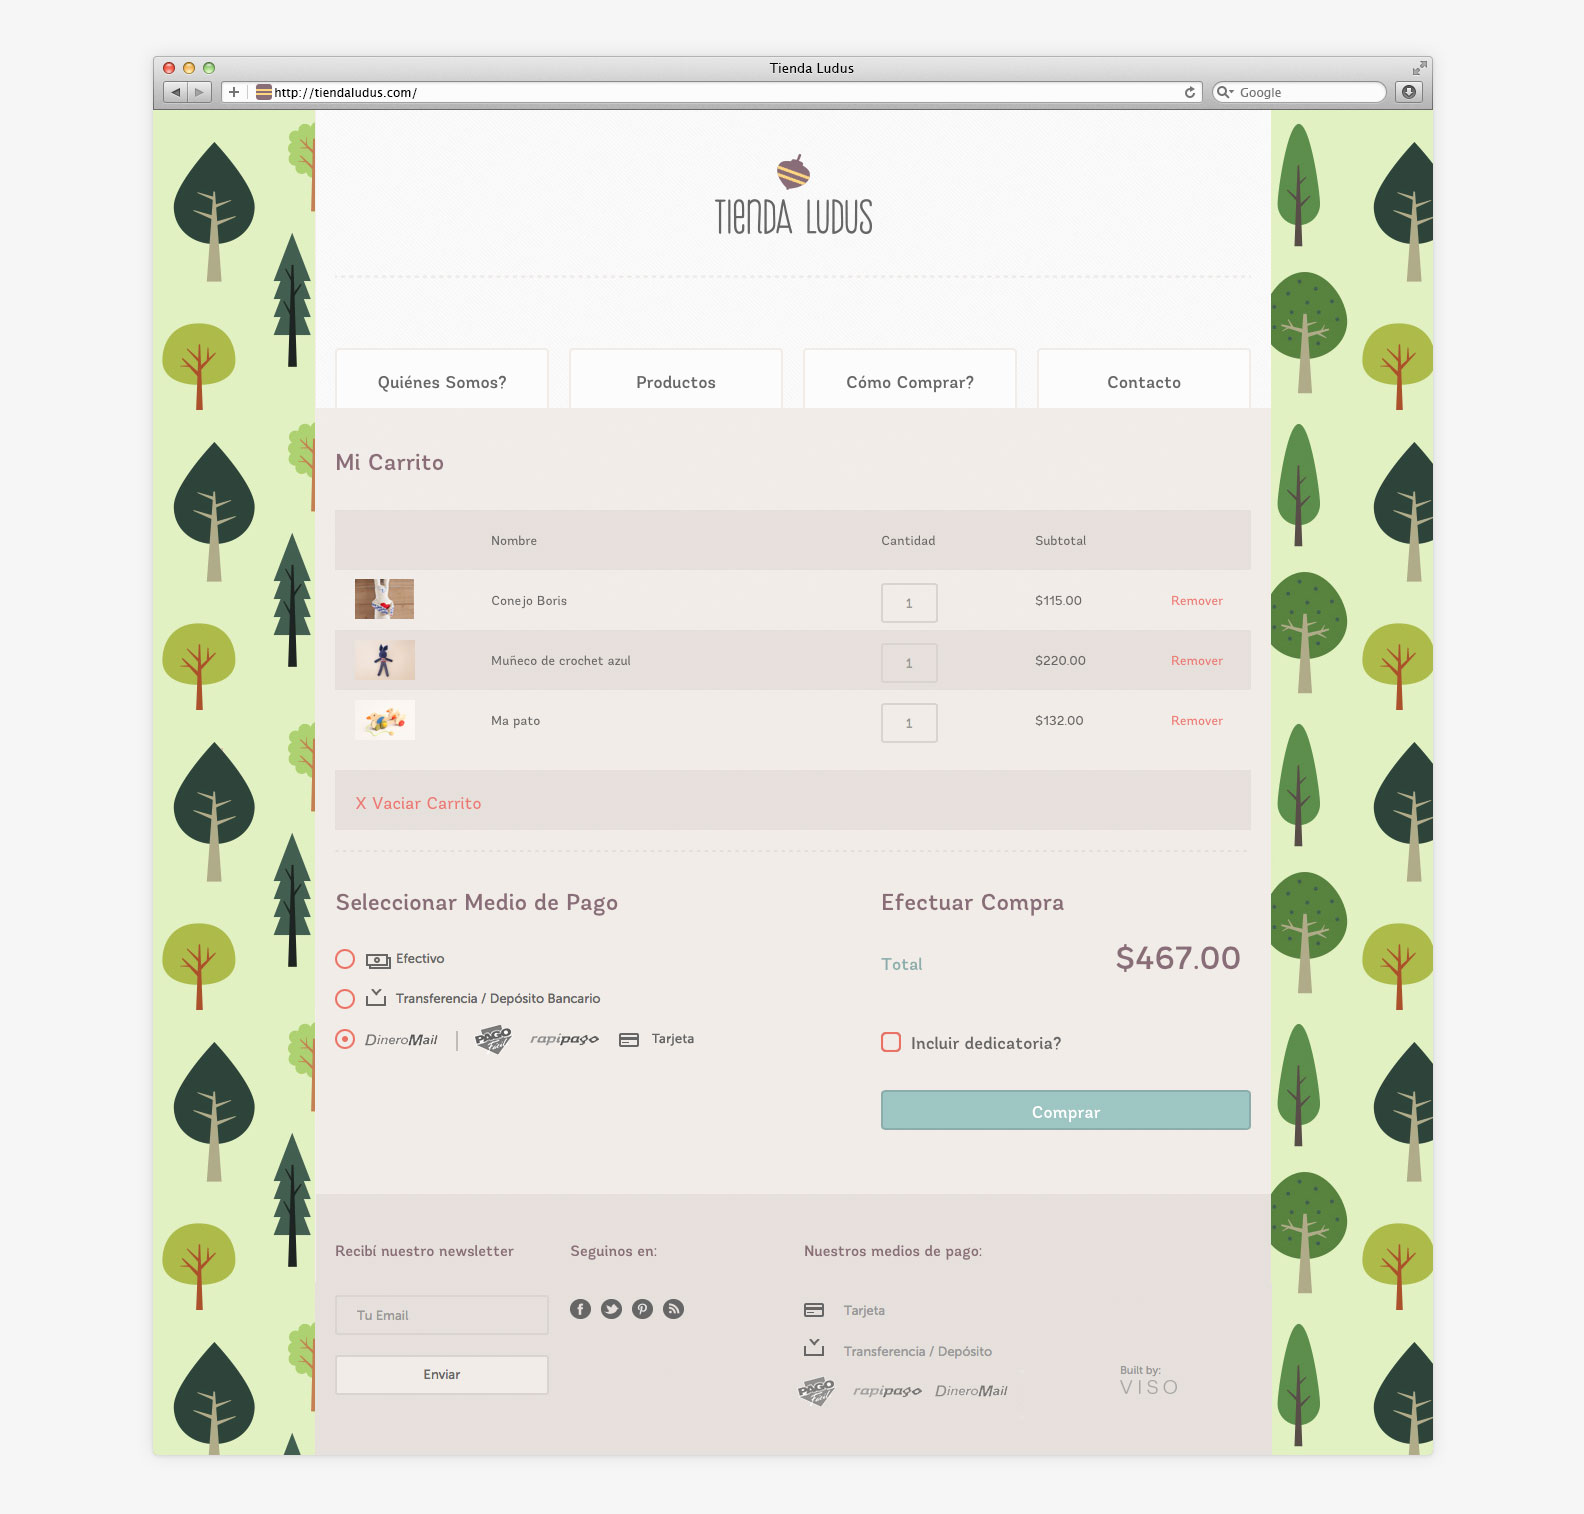 Tienda Ludus
http://tiendaludus.com/
Google
TIENDA LUDUS
Quiénes Somos?
Productos
Cómo Comprar?
Contacto
Mi Carrito
Nombre Cantidad Subtotal
Conejo Boris 1 $115.00 Remover
Muñeco de crochet azul 1 $220.00 Remover
Ma pato 1 $132.00 Remover
X Vaciar Carrito
Seleccionar Medio de Pago
Efectivo
Transferencia / Depósito Bancario
DineroMail | PAGO fácil rapipago Tarjeta
Efectuar Compra
Total $467.00
Incluir dedicatoria?
Comprar
Recibí nuestro newsletter
Tu Email
Enviar
Seguinos en:
Nuestros medios de pago:
Tarjeta
Transferencia / Depósito
PAGO fácil rapipago DineroMail
Built by:
VISO